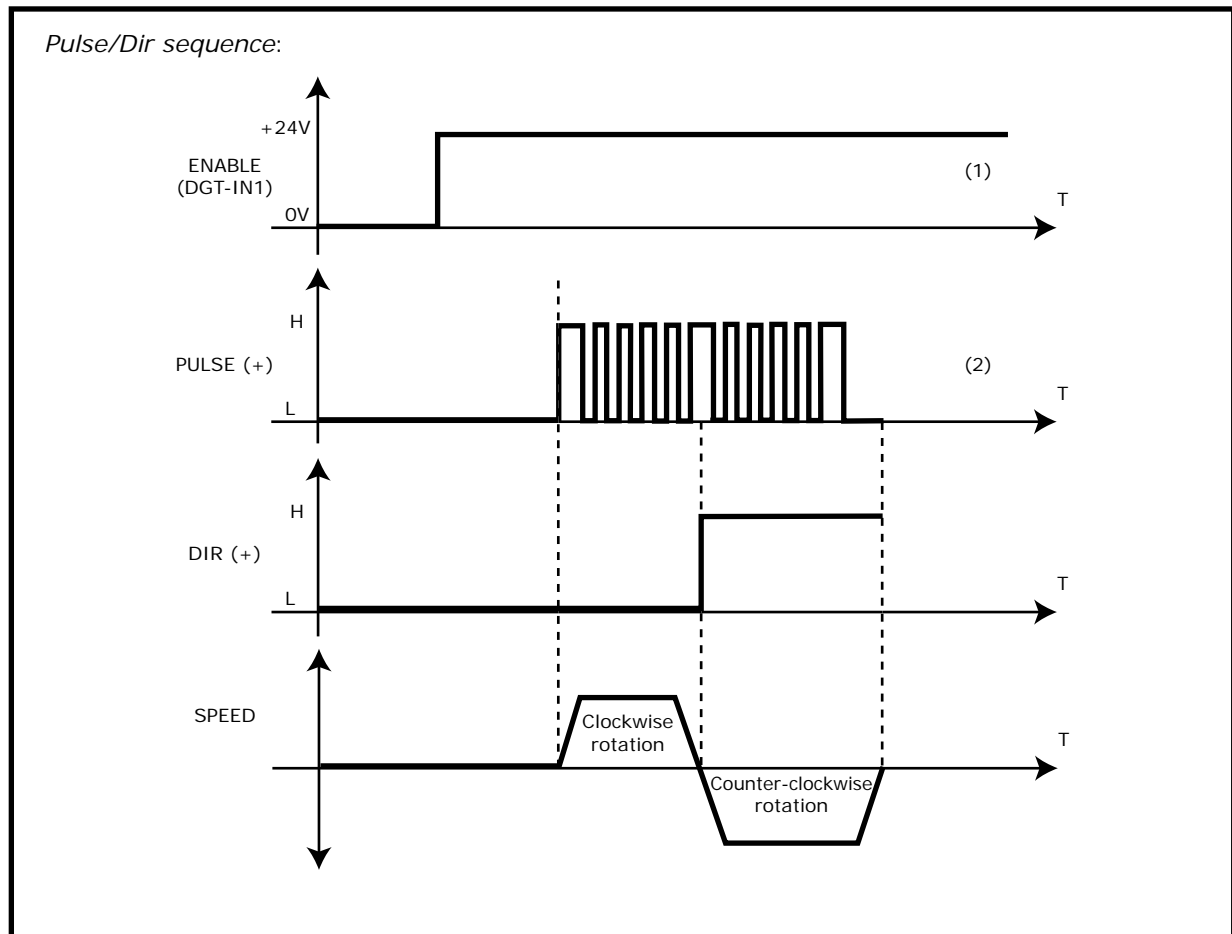 Pulse/Dir sequence:
+24V
ENABLE
(DGT-IN1)
(1)
T
0V
H
PULSE (+)
(2)
T
L
H
DIR (+)
T
L
SPEED
Clockwise
rotation
T
Counter-clockwise
rotation